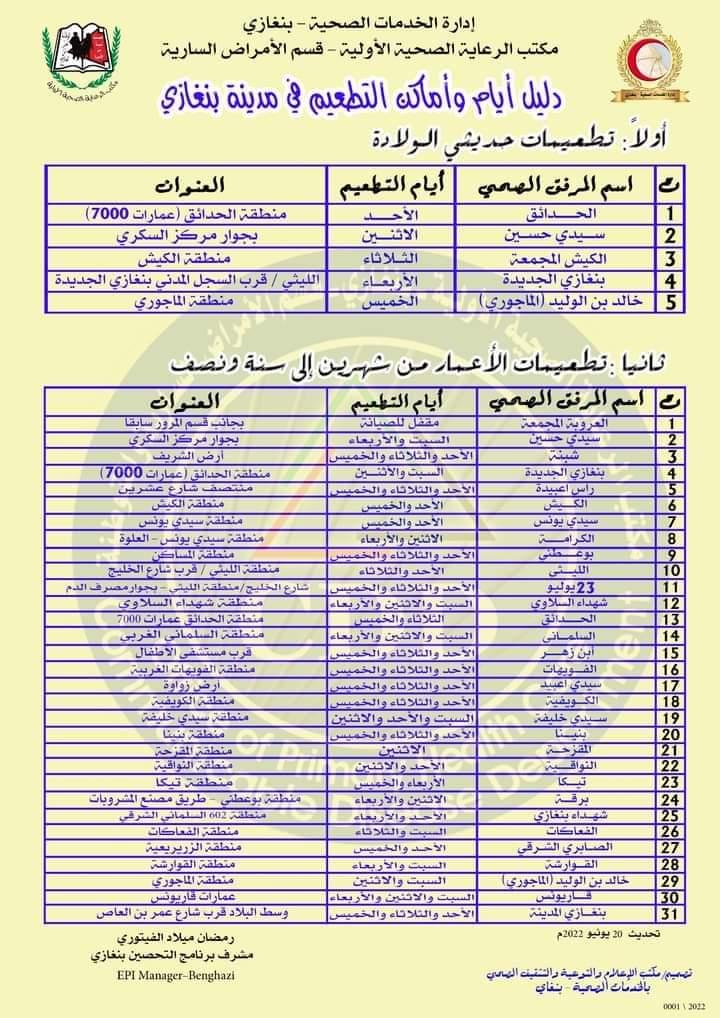 إدارة الخدمات الصحية – بنغازي
مكتب الرعاية الصحية الأولية – قسم الأمراض السارية
دليل أيام وأماكن التطعيم في مدينة بنغازي
أولاً: تطعيمات حديثي الولادة
ت اسم المرفق الصحي أيام التطعيم العنوان
1 الحدائق الأحد منطقة الحدائق (عمارات 7000)
2 سيدي حسين الاثنين بجوار مركز السكري
3 الكيش المجمعة الثلاثاء منطقة الكيش
4 بنغازي الجديدة الأربعاء الليثي / قرب السجل المدني بنغازي الجديدة
5 خالد بن الوليد (الماجوري) الخميس منطقة الماجوري
ثانيا: تطعيمات الأعمار من شهرين إلى سنة ونصف
ت اسم المرفق الصحي أيام التطعيم العنوان
1 العروبة المجمعة مقفل للصيانة بجانب قسم المرور سابقا
2 سيدي حسين السبت والأربعاء بجوار مركز السكري
3 شبنة الأحد والثلاثاء والخميس أرض الشريف
4 بنغازي الجديدة السبت والاثنين منطقة الحدائق (عمارات 7000)
5 راس اعبيدة الأحد والثلاثاء والخميس منتصف شارع عشرين
6 الكيش الأحد والخميس منطقة الكيش
7 سيدي يونس الأحد والخميس منطقة سيدي يونس
8 الكرامة الاثنين والأربعاء منطقة سيدي يونس – العلوة
9 بوعطني الأحد والثلاثاء والخميس منطقة المساكن
10 الليثي الأحد والأربعاء منطقة الليثي / قرب شارع الخليج
11 23 يوليو الأحد والثلاثاء والخميس شارع الخليج/منطقة الليثي – بجوار مصرف الدم
12 شهداء السلاوي السبت والاثنين والأربعاء منطقة شهداء السلاوي
13 الحدائق الثلاثاء والخميس منطقة الحدائق عمارات 7000
14 السلماني السبت والاثنين والأربعاء منطقة السلماني الغربي
15 ابن زهر الأحد والثلاثاء والخميس قرب مستشفى الأطفال
16 الفويهات الأحد والثلاثاء والخميس منطقة الفويهات الغربية
17 سيدي اعبيد الأحد والثلاثاء والخميس أرض زواوة
18 الكويفية الأحد والثلاثاء والخميس منطقة الكويفية
19 سيدي خليفة السبت والأحد والاثنين منطقة سيدي خليفة
20 بنينا الأحد والثلاثاء والخميس منطقة بنينا
21 المقزحة الاثنين منطقة المقزحة
22 النواقية الأحد والاثنين منطقة النواقية
23 تيكا الأربعاء والخميس منطقة تيكا
24 برقة الاثنين والأربعاء منطقة بوعطني – طريق مصنع المشروبات
25 شهداء بنغازي الأحد والأربعاء منطقة 602 السلماني الشرقي
26 الفعاكات السبت والثلاثاء منطقة الفعاكات
27 الصابري الشرقي الأحد والخميس منطقة الزريريعية
28 القوارشة السبت والأربعاء منطقة القوارشة
29 خالد بن الوليد (الماجوري) السبت والاثنين منطقة الماجوري
30 قاريونس السبت والاثنين والأربعاء عمارات قاريونس
31 بنغازي المدينة الأحد والثلاثاء والخميس وسط البلاد قرب شارع عمر بن العاص
تحديث 20 يونيو 2022م
رمضان ميلاد الفيتوري
مشرف برنامج التحصين بنغازي
EPI Manager–Benghazi
تصميم/ مكتب الإعلام والتوعية والتثقيف الصحي
بالخدمات الصحية – بنغازي
0001 \ 2022